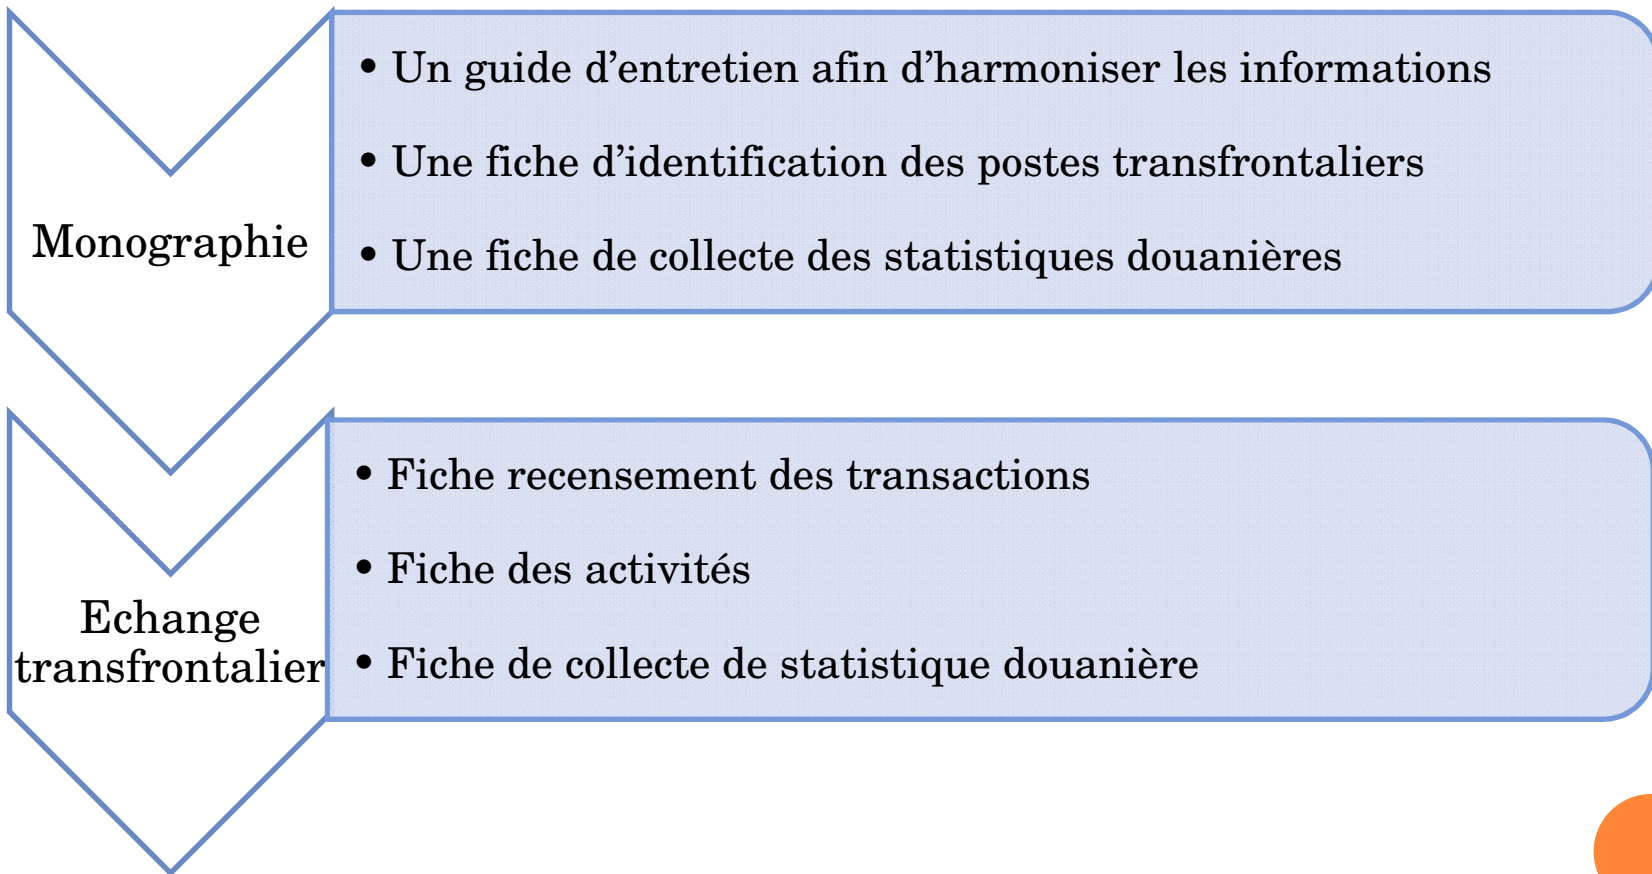 Monographie
• Un guide d’entretien afin d’harmoniser les informations
• Une fiche d’identification des postes transfrontaliers
• Une fiche de collecte des statistiques douanières
Echange
transfrontalier
• Fiche recensement des transactions
• Fiche des activités
• Fiche de collecte de statistique douanière